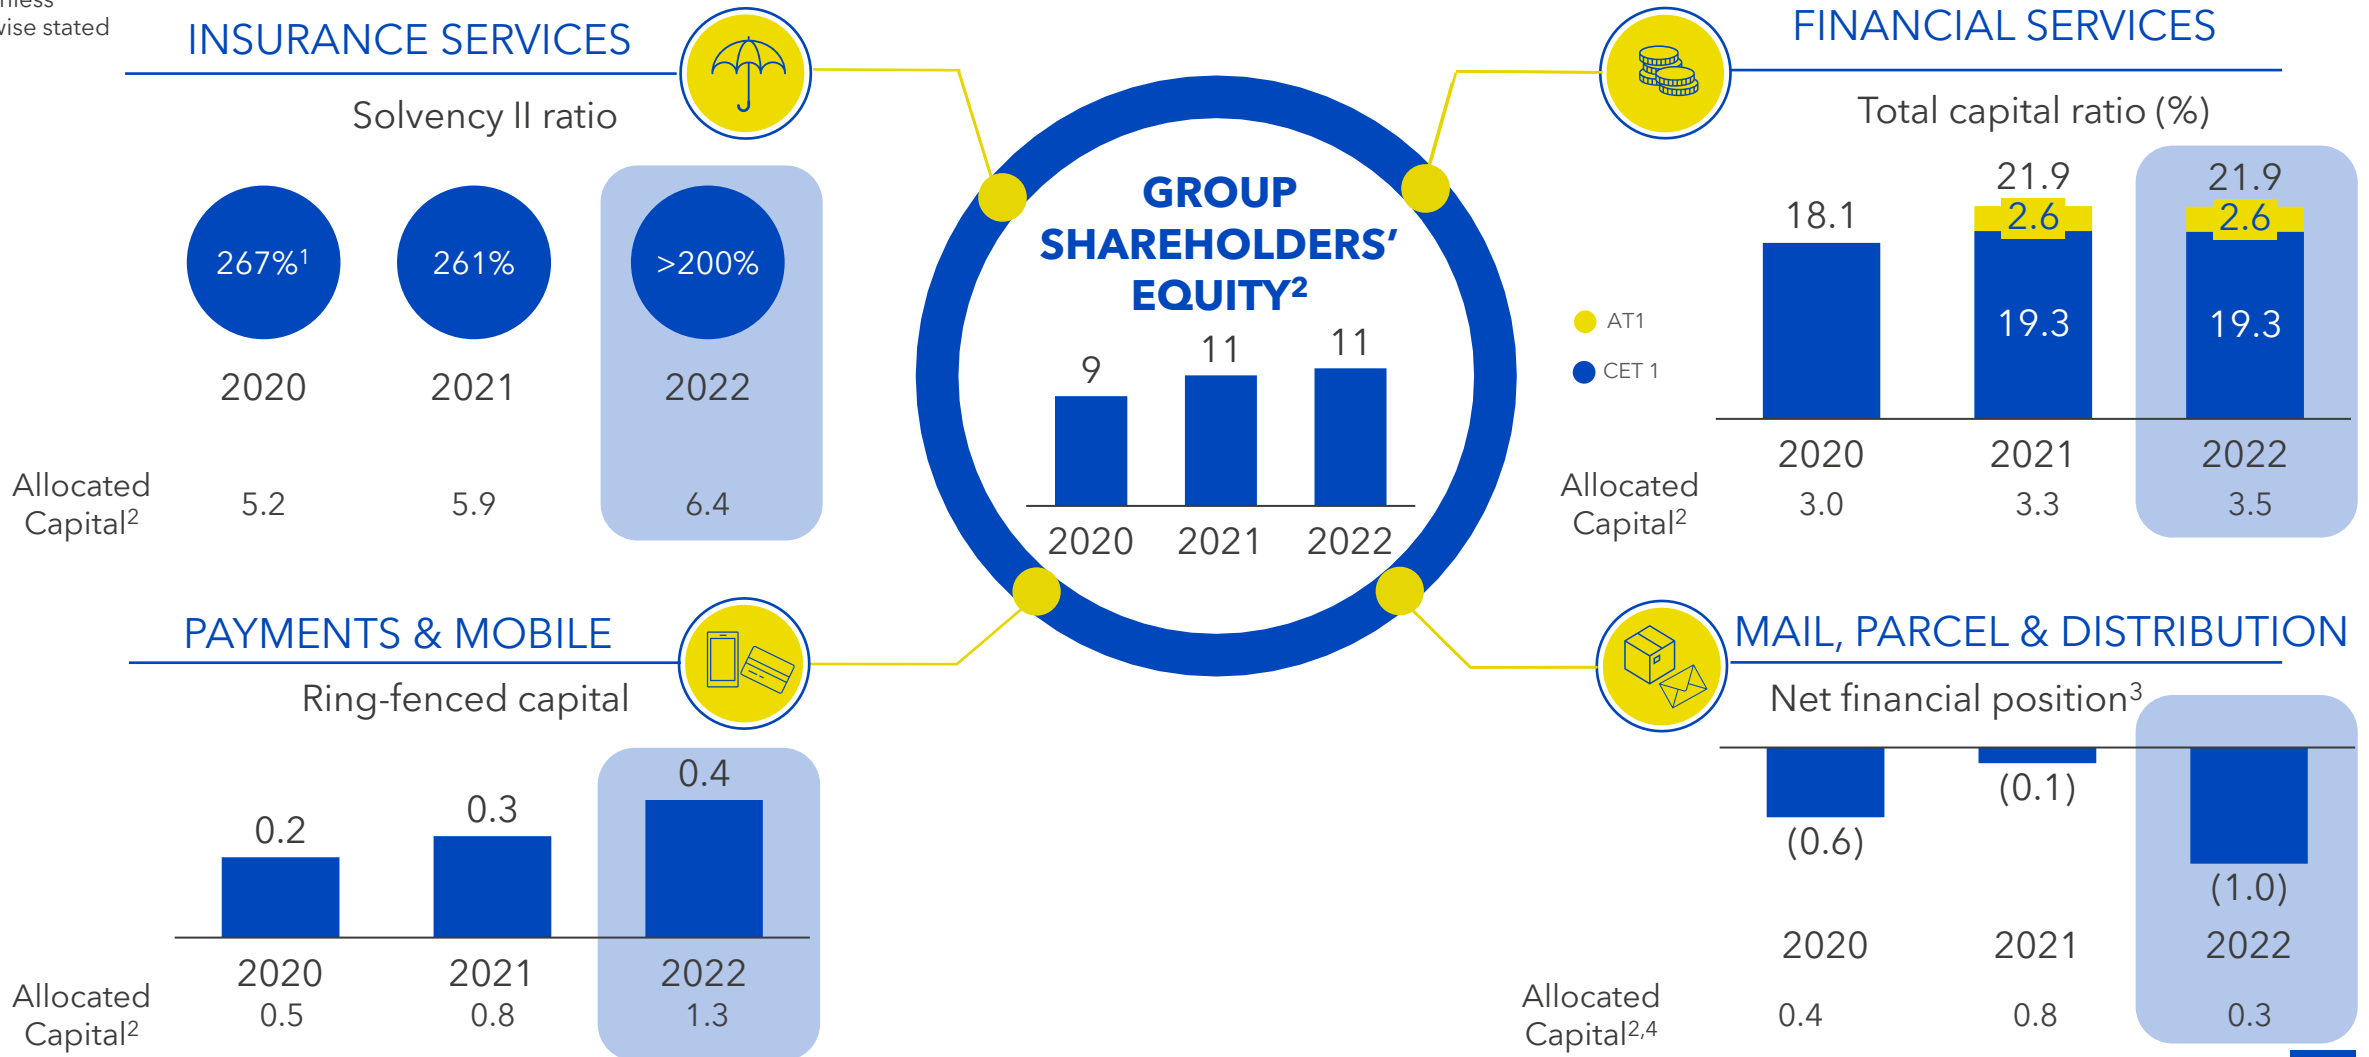 wise stated
INSURANCE SERVICES
Solvency II ratio
267%¹ 261% >200%
2020 2021 2022
Allocated
Capital²
5.2 5.9 6.4
GROUP
SHAREHOLDERS’
EQUITY²
9 11 11
2020 2021 2022
FINANCIAL SERVICES
Total capital ratio (%)
18.1 21.9 21.9
2.6 2.6
19.3 19.3
AT1
CET 1
2020 2021 2022
Allocated
Capital²
3.0 3.3 3.5
PAYMENTS & MOBILE
Ring-fenced capital
0.2 0.3 0.4
2020 2021 2022
Allocated
Capital²
0.5 0.8 1.3
MAIL, PARCEL & DISTRIBUTION
Net financial position³
(0.6) (0.1) (1.0)
2020 2021 2022
Allocated
Capital²,⁴
0.4 0.8 0.3